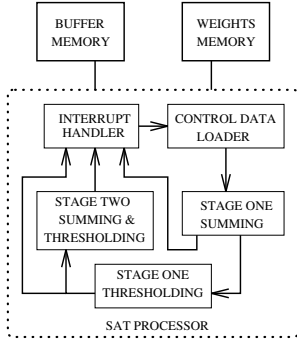 BUFFER
MEMORY
WEIGHTS
MEMORY
INTERRUPT
HANDLER
CONTROL DATA
LOADER
STAGE TWO
SUMMING &
THRESHOLDING
STAGE ONE
SUMMING
STAGE ONE
THRESHOLDING
SAT PROCESSOR